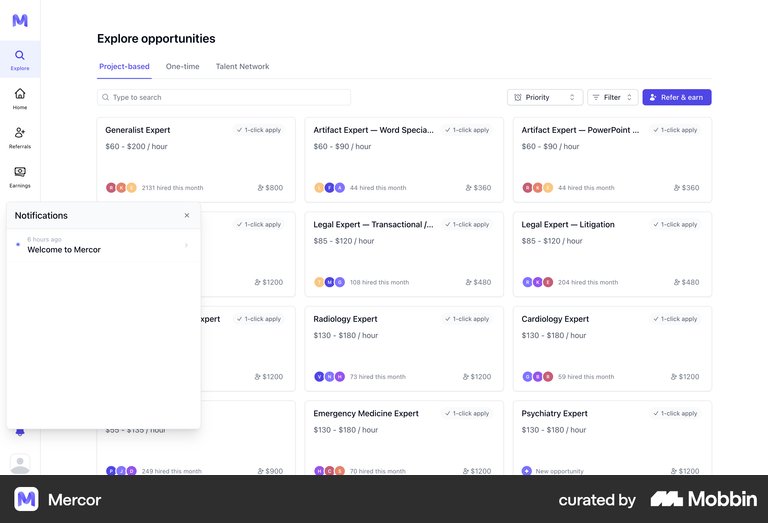 Explore opportunities
Explore
Project-based
One-time
Talent Network
Type to search
Priority
Filter
Refer & earn
Home
Referrals
Earnings
Generalist Expert
1-click apply
$60 - $200 / hour
2131 hired this month
$800
Artifact Expert — Word Specia...
1-click apply
$60 - $90 / hour
44 hired this month
$360
Artifact Expert — PowerPoint ...
1-click apply
$60 - $90 / hour
44 hired this month
$360
Notifications
6 hours ago
Welcome to Mercor
1-click apply
$1200
Legal Expert — Transactional /...
1-click apply
$85 - $120 / hour
108 hired this month
$480
Legal Expert — Litigation
1-click apply
$85 - $120 / hour
204 hired this month
$480
xpert
1-click apply
$1200
Radiology Expert
1-click apply
$130 - $180 / hour
73 hired this month
$1200
Cardiology Expert
1-click apply
$130 - $180 / hour
59 hired this month
$1200
$55 - $135 / hour
249 hired this month
$900
Emergency Medicine Expert
1-click apply
$130 - $180 / hour
70 hired this month
$1200
Psychiatry Expert
1-click apply
$130 - $180 / hour
New opportunity
$1200
Mercor
curated by
Mobbin